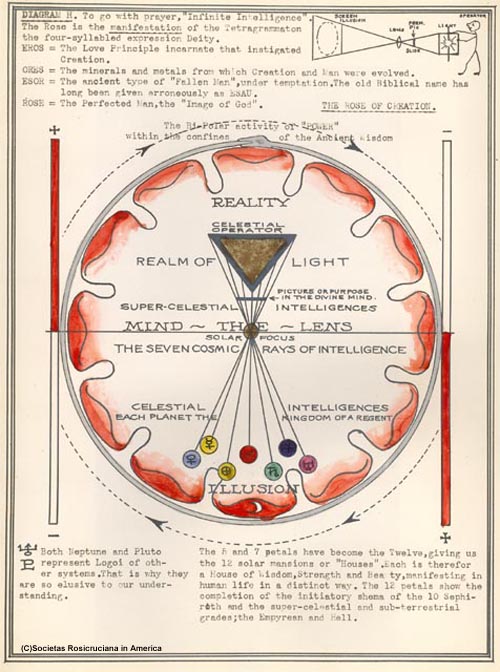 DIAGRAM H. To go with prayer, "Infinite Intelligence".
The Rose is the manifestation of the Tetragrammaton
the four-syllabled expression Deity.
EROS = The Love Principle incarnate that instigated
Creation.
ORES = The minerals and metals from which Creation and Man were evolved.
ESOR = The ancient type of "Fallen Man", under temptation. The old Biblical name has
long been given erroneously as ESAU.
ROSE = The Perfected Man, the "Image of God".
SCREEN
ILLUSION
LENS
SLIDE
LIGHT
OPERATOR
THE ROSE OF CREATION.
The Bi-Polar activity of "POWER"
within the confines of the Ancient Wisdom
+
-
REALITY
CELESTIAL
OPERATOR
REALM OF LIGHT
PICTURE OR PURPOSE
IN THE DIVINE MIND.
SUPER-CELESTIAL INTELLIGENCES
MIND ~ THE ~ LENS
SOLAR FOCUS
THE SEVEN COSMIC RAYS OF INTELLIGENCE
CELESTIAL INTELLIGENCES
EACH PLANET THE KINGDOM OF A REGENT.
ILLUSION
-
+
Both Neptune and Pluto
represent Logoi of oth-
er systems. That is why they
are so elusive to our under-
standing.
The 5 and 7 petals have become the Twelve, giving us
the 12 solar mansions or "Houses". Each is therefor
a House of Wisdom, Strength and Beauty, manifesting in
human life in a distinct way. The 12 petals show the
completion of the initiatory shema of the 10 Sephi-
roth and the super-celestial and sub-terrestrial
grades; the Empyrean and Hell.
(C)Societas Rosicruciana in America